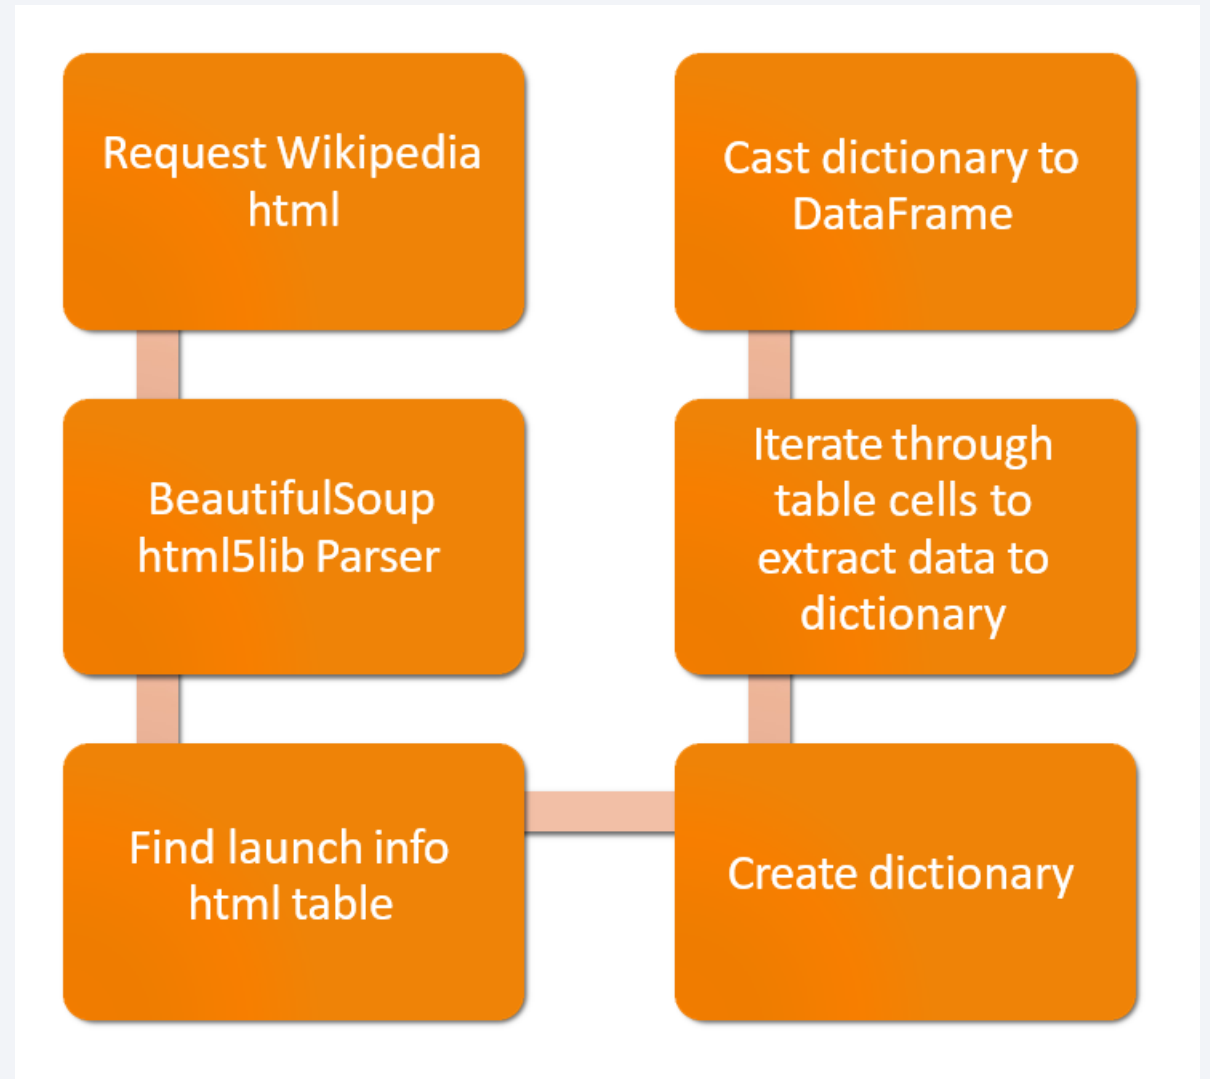 Request Wikipedia
html
BeautifulSoup
html5lib Parser
Find launch info
html table
Create dictionary
Iterate through
table cells to
extract data to
dictionary
Cast dictionary to
DataFrame